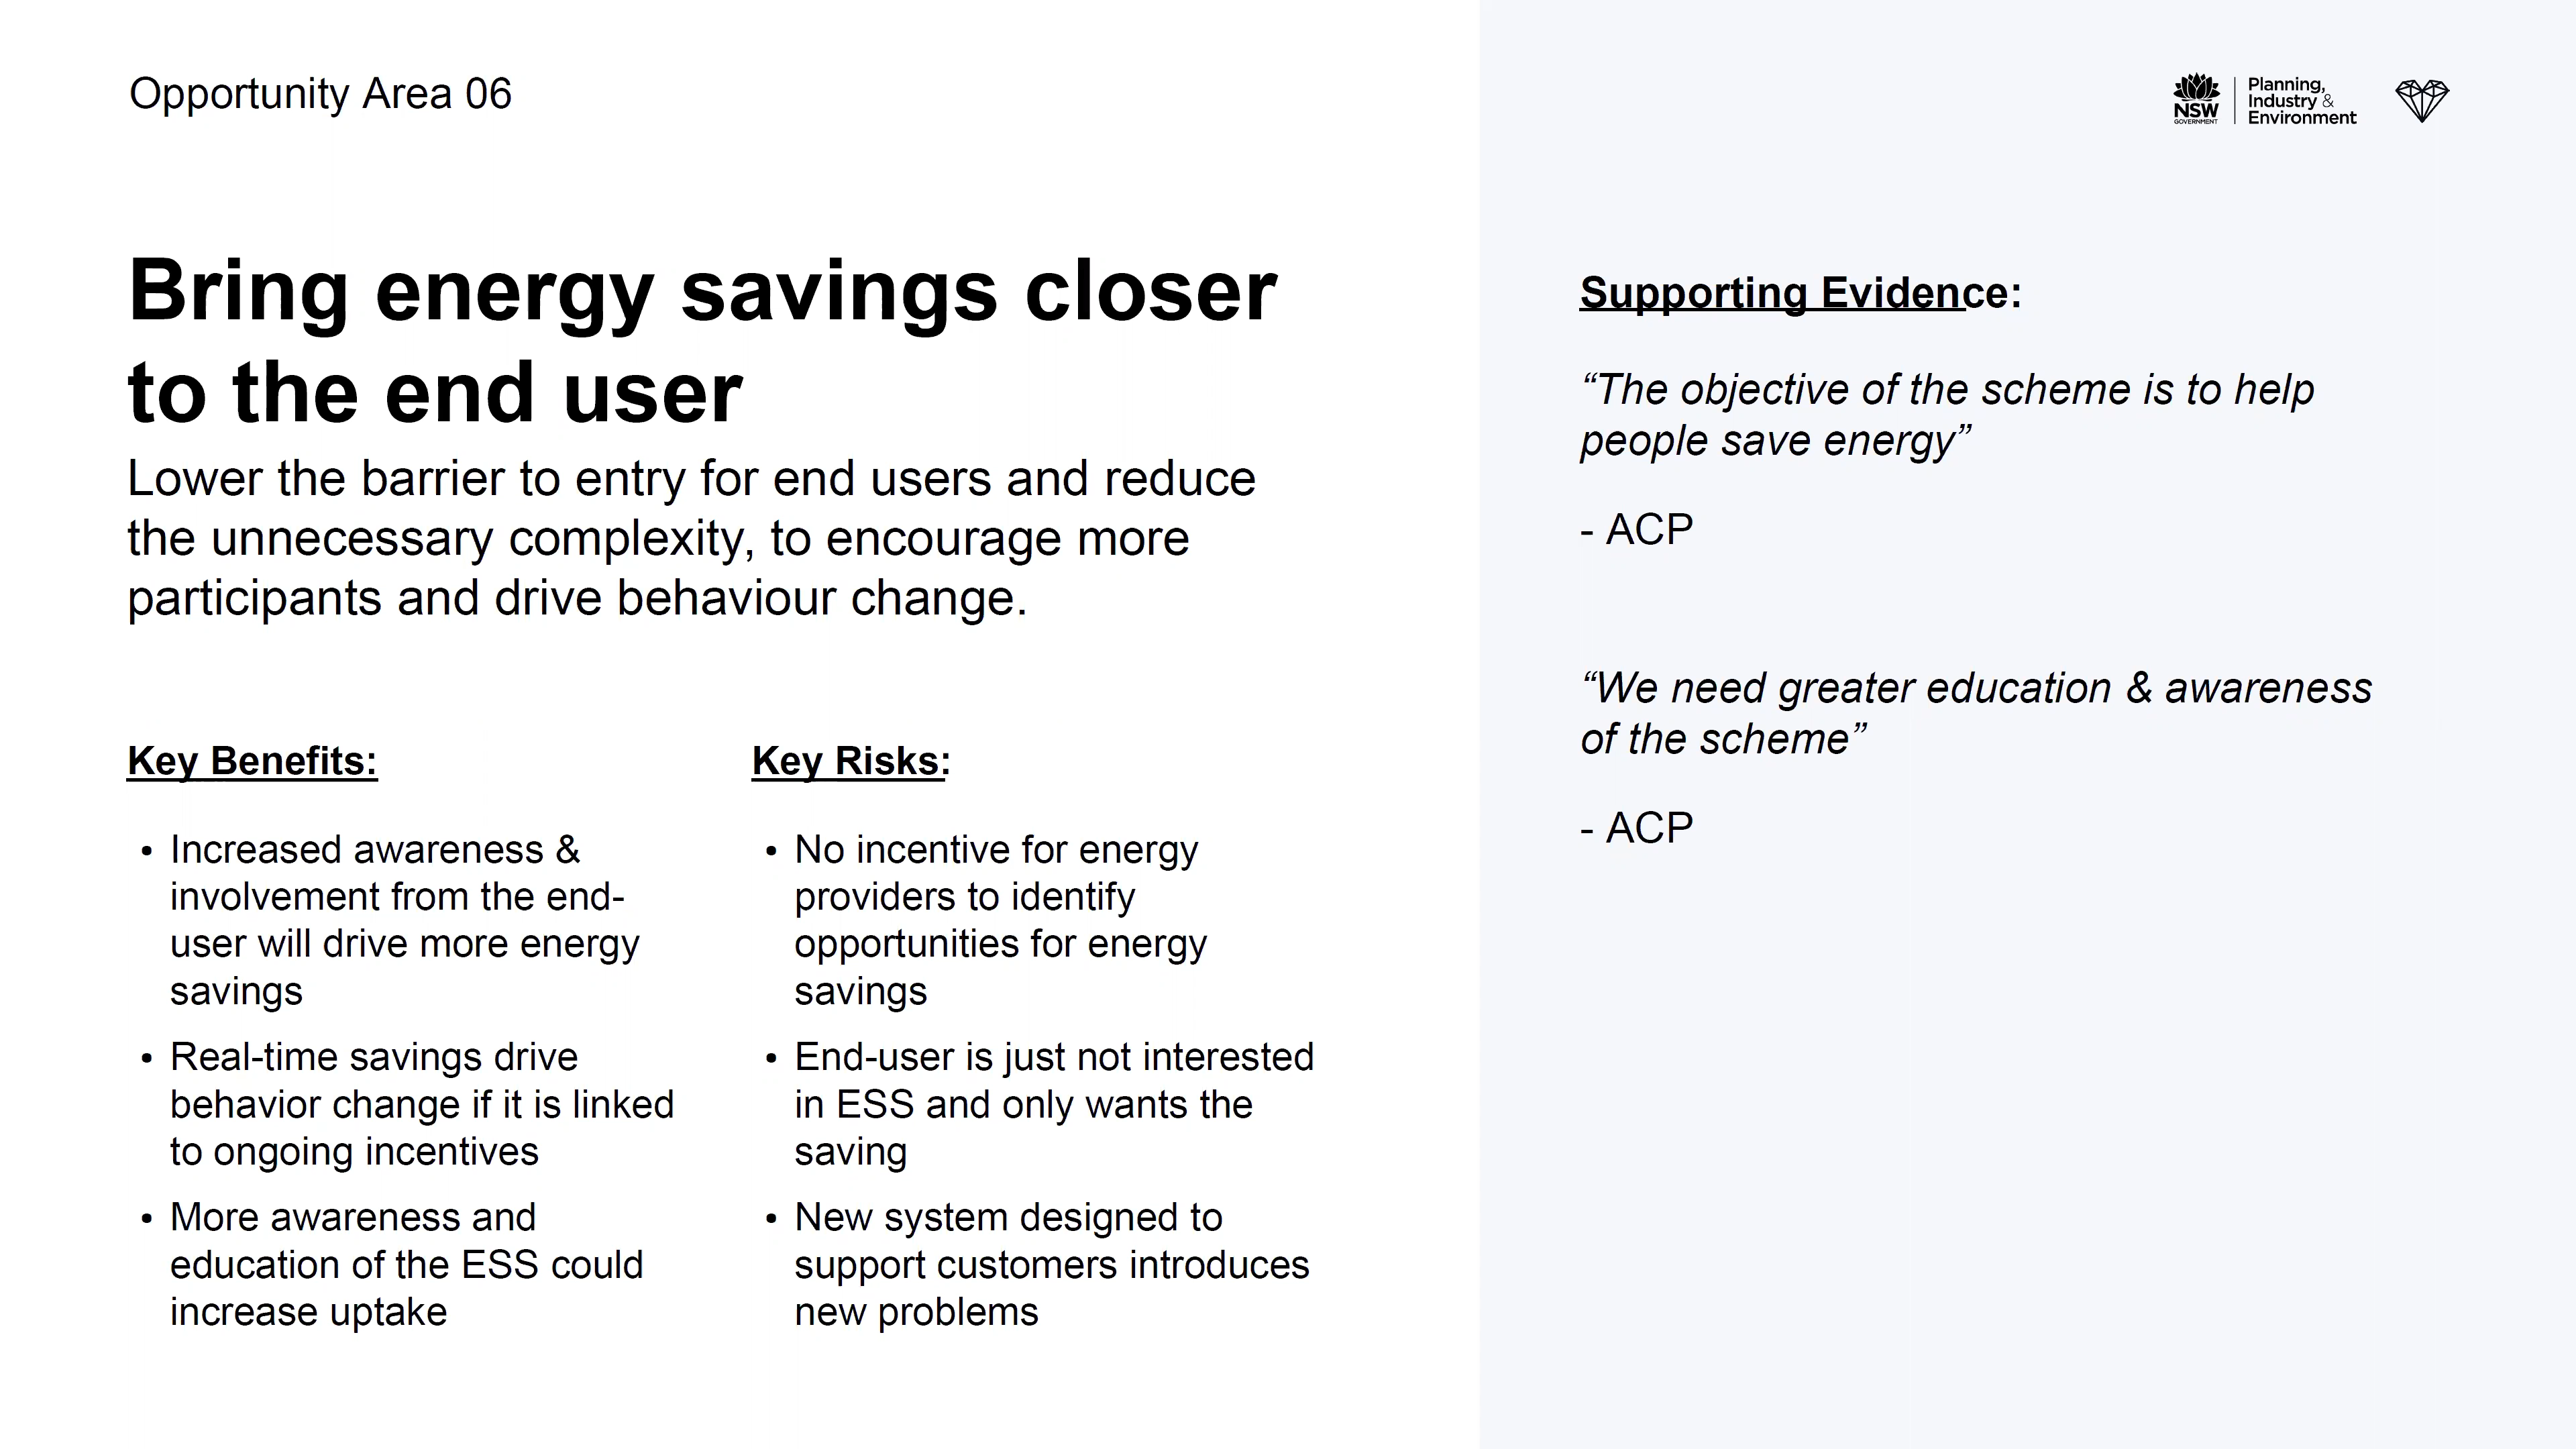 Opportunity Area 06
NSW
GOVERNMENT
Planning,
Industry &
Environment
Bring energy savings closer
to the end user
Lower the barrier to entry for end users and reduce
the unnecessary complexity, to encourage more
participants and drive behaviour change.
Key Benefits:
• Increased awareness &
involvement from the end-
user will drive more energy
savings
• Real-time savings drive
behavior change if it is linked
to ongoing incentives
• More awareness and
education of the ESS could
increase uptake
Key Risks:
• No incentive for energy
providers to identify
opportunities for energy
savings
• End-user is just not interested
in ESS and only wants the
saving
• New system designed to
support customers introduces
new problems
Supporting Evidence:
“The objective of the scheme is to help
people save energy”
- ACP
“We need greater education & awareness
of the scheme”
- ACP